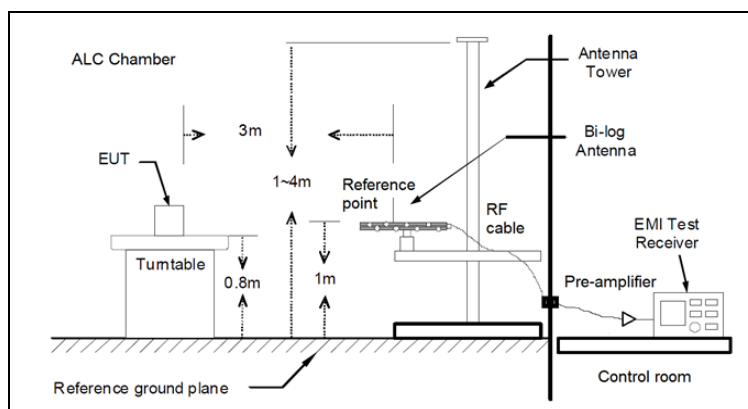 ALC Chamber
Antenna
Tower
3m
Bi-log
Antenna
EUT
1~4m
Reference
point
RF
cable
EMI Test
Receiver
Turntable
0.8m
1m
Pre-amplifier
Reference ground plane
Control room